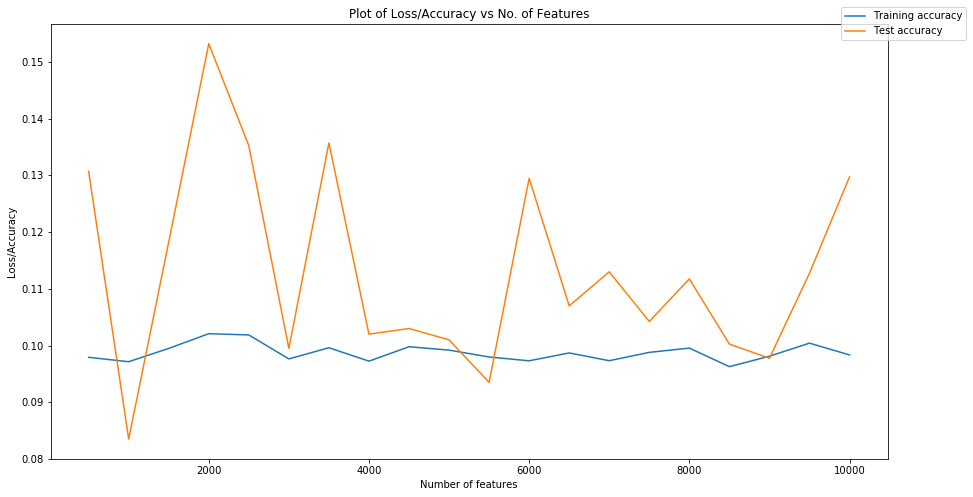 Plot of Loss/Accuracy vs No. of Features
Training accuracy
Test accuracy
Loss/Accuracy
0.15
0.14
0.13
0.12
0.11
0.10
0.09
0.08
2000
4000
6000
8000
10000
Number of features